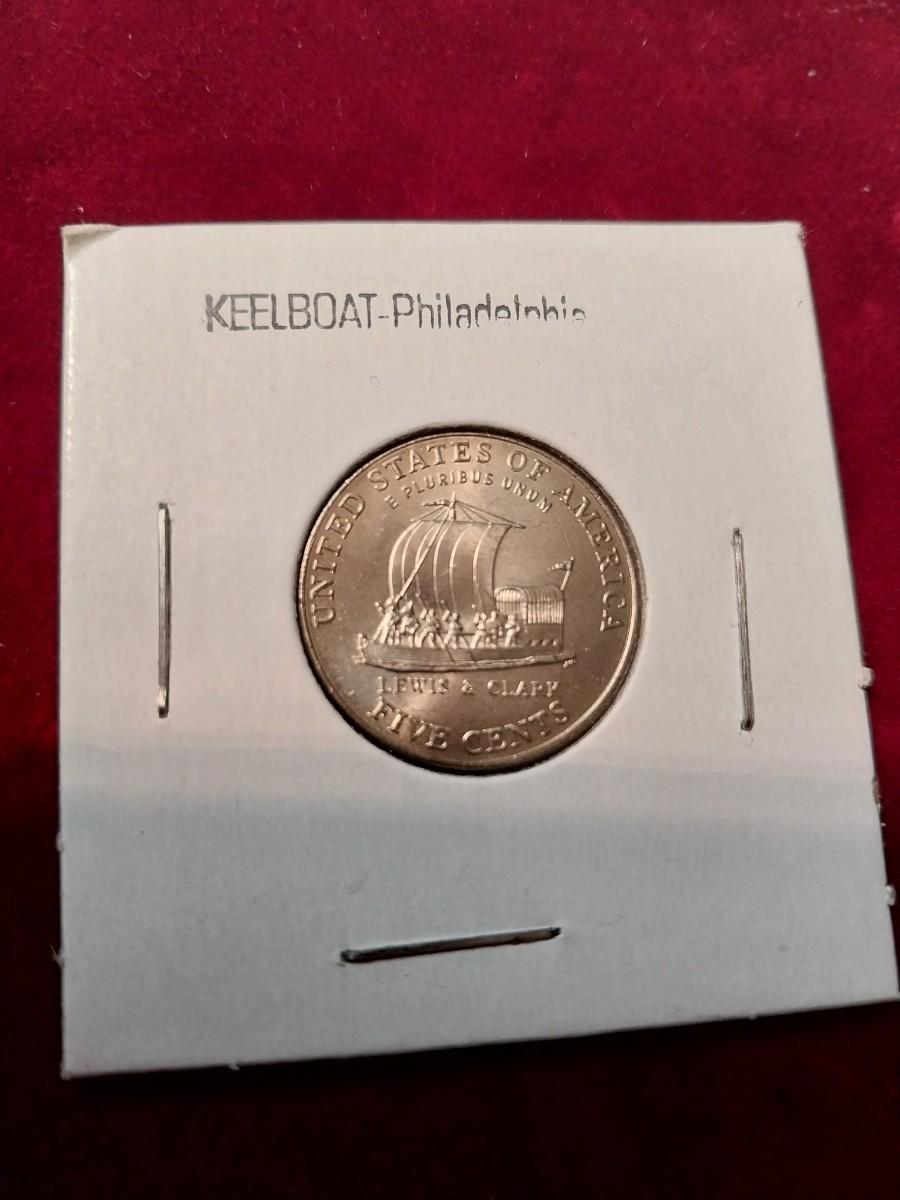 KEELBOAT-Philadelphia
UNITED STATES OF AMERICA
E PLURIBUS UNUM
LEWIS & CLARK
FIVE CENTS